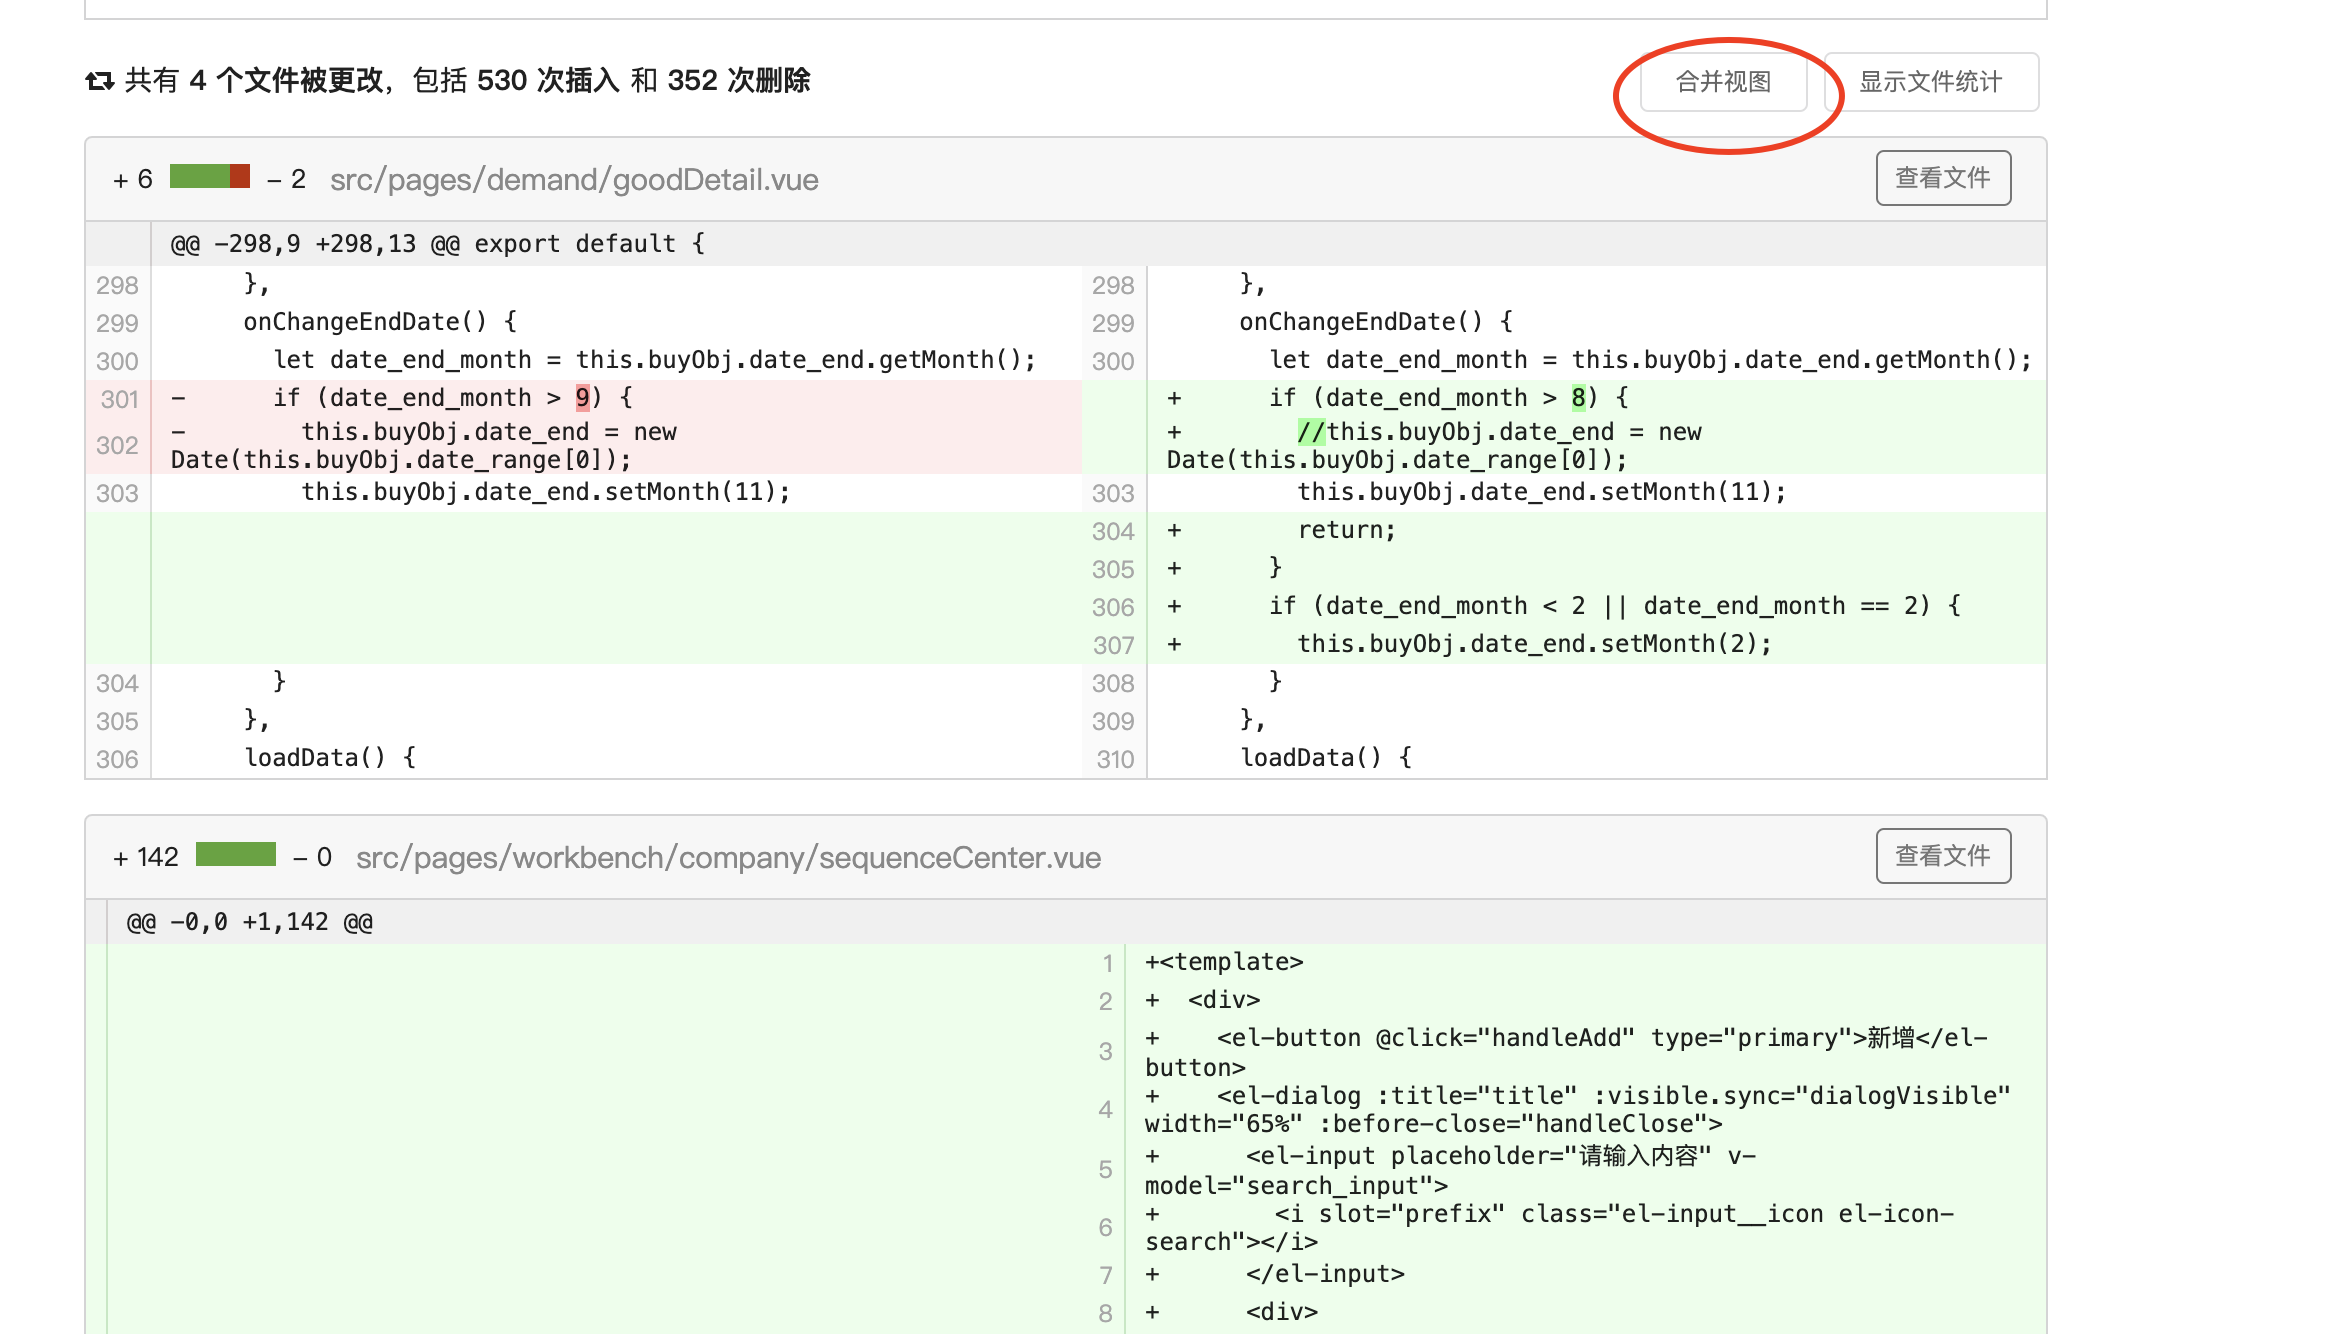 共有 4 个文件被更改，包括 530 次插入 和 352 次删除
合并视图
显示文件统计
+ 6 - 2 src/pages/demand/goodDetail.vue
查看文件
@@ -298,9 +298,13 @@ export default {
298 }, 298 },
299 onChangeEndDate() { 299 onChangeEndDate() {
300 let date_end_month = this.buyObj.date_end.getMonth(); 300 let date_end_month = this.buyObj.date_end.getMonth();
301 - if (date_end_month > 9) { + if (date_end_month > 8) {
302 - this.buyObj.date_end = new + //this.buyObj.date_end = new
Date(this.buyObj.date_range[0]); Date(this.buyObj.date_range[0]);
303 this.buyObj.date_end.setMonth(11); 303 this.buyObj.date_end.setMonth(11);
304 + return;
305 + }
306 + if (date_end_month < 2 || date_end_month == 2) {
307 + this.buyObj.date_end.setMonth(2);
304 } 308 }
305 }, 309 },
306 loadData() { 310 loadData() {
+ 142 - 0 src/pages/workbench/company/sequenceCenter.vue
查看文件
@@ -0,0 +1,142 @@
1 +<template>
2 + <div>
3 + <el-button @click="handleAdd" type="primary">新增</el-
button>
4 + <el-dialog :title="title" :visible.sync="dialogVisible"
width="65%" :before-close="handleClose">
5 + <el-input placeholder="请输入内容" v-
model="search_input">
6 + <i slot="prefix" class="el-input__icon el-icon-
search"></i>
7 + </el-input>
8 + <div>